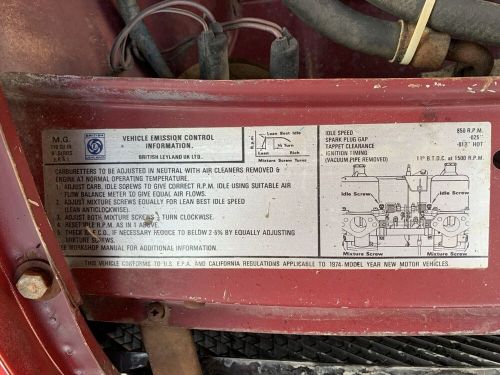 M.G.
110 CU IN
BRITISH
LEYLAND
VEHICLE EMISSION CONTROL
INFORMATION.
BRITISH LEYLAND UK LTD.
Lean Best Idle
¼ Turn
Lean Rich
Mixture Screw Turns
IDLE SPEED 850 R.P.M.
SPARK PLUG GAP .025"
TAPPET CLEARANCE .013" HOT
IGNITION TIMING
(VACUUM PIPE REMOVED) 11° B.T.D.C. at 1500 R.P.M.
CARBURETTERS TO BE ADJUSTED IN NEUTRAL WITH AIR CLEANERS REMOVED &
ENGINE AT NORMAL OPERATING TEMPERATURE.
1. ADJUST CARB. IDLE SCREWS TO GIVE CORRECT R.P.M. IDLE USING SUITABLE AIR
FLOW BALANCE METER TO GIVE EQUAL AIR FLOWS.
2. ADJUST MIXTURE SCREWS EQUALLY FOR LEAN BEST IDLE SPEED
(LEAN ANTICLOCKWISE).
3. ADJUST BOTH MIXTURE SCREWS TURN CLOCKWISE.
4. RESET IDLE R.P.M. AS IN 1 ABOVE.
5. CHECK C.O. IF NECESSARY REDUCE TO BELOW 2-5% BY EQUALLY ADJUSTING
MIXTURE SCREWS.
6. WORKSHOP MANUAL FOR ADDITIONAL INFORMATION.
Idle Screw Idle Screw
Mixture Screw Mixture Screw
THIS VEHICLE CONFORMS TO U.S. E.P.A. AND CALIFORNIA REGULATIONS APPLICABLE TO 1974-MODEL YEAR NEW MOTOR VEHICLES.